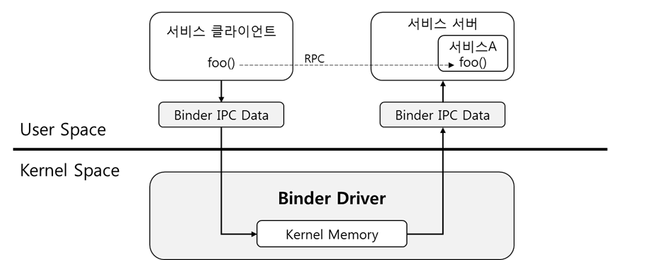 서비스 클라이언트
foo()
RPC
서비스 서버
서비스A
foo()
Binder IPC Data
Binder IPC Data
User Space
Kernel Space
Binder Driver
Kernel Memory